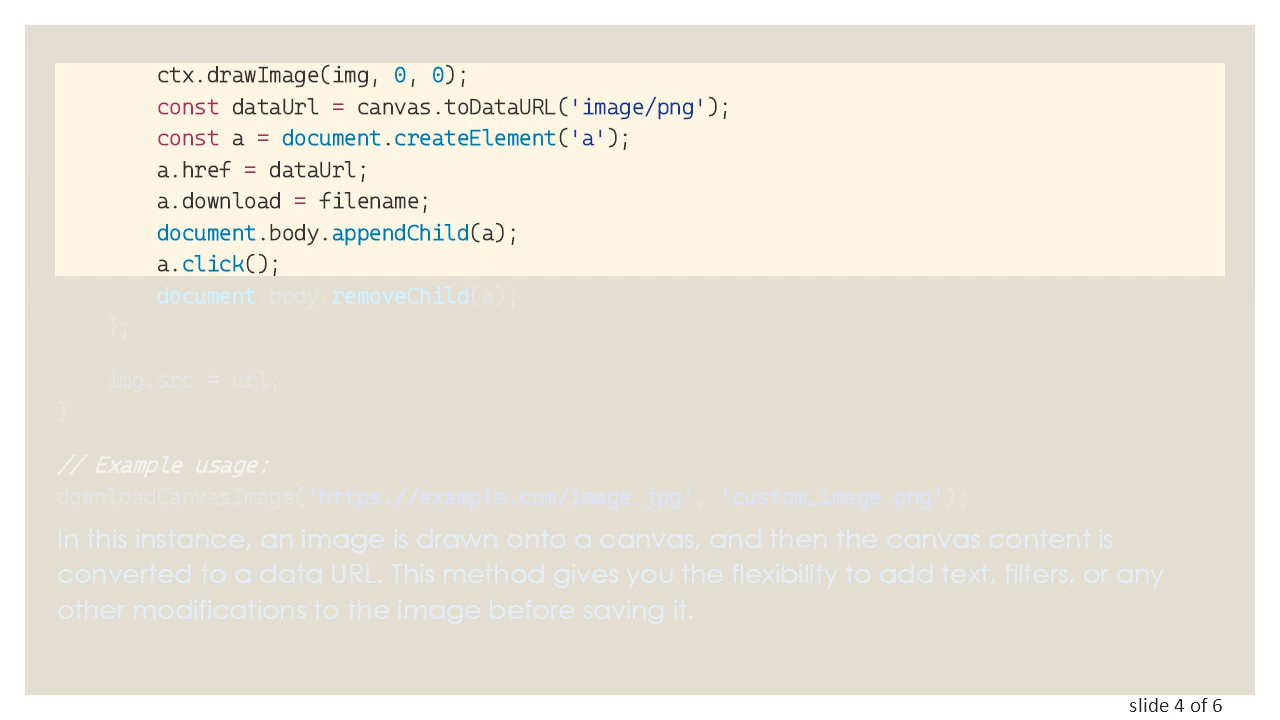 ctx.drawImage(img, 0, 0);
const dataUrl = canvas.toDataURL('image/png');
const a = document.createElement('a');
a.href = dataUrl;
a.download = filename;
document.body.appendChild(a);
a.click();
document.body.removeChild(a);
};
img.src = url;
}
// Example usage:
downloadCanvasImage('https://example.com/image.jpg', 'custom_image.png');
In this instance, an image is drawn onto a canvas, and then the canvas content is
converted to a data URL. This method gives you the flexibility to add text, filters, or any
other modifications to the image before saving it.
slide 4 of 6